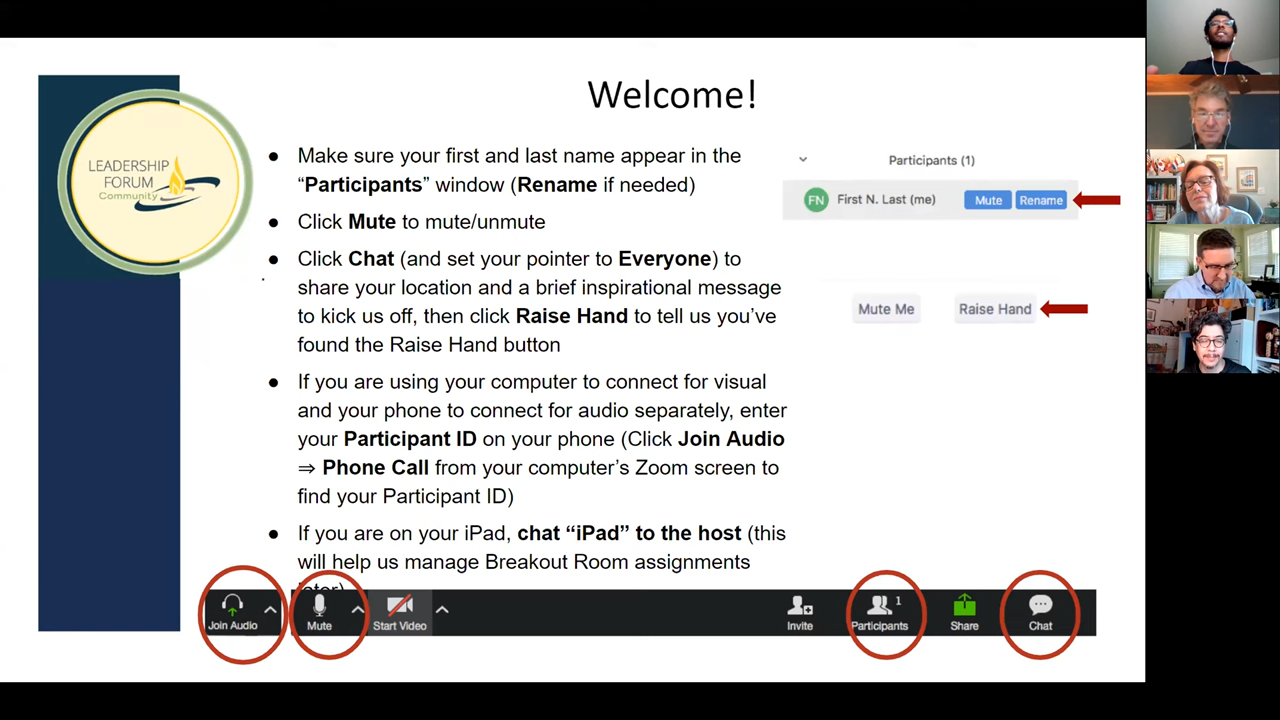 Welcome!
LEADERSHIP
FORUM
Community
● Make sure your first and last name appear in the
“Participants” window (Rename if needed)
● Click Mute to mute/unmute
● Click Chat (and set your pointer to Everyone) to
share your location and a brief inspirational message
to kick us off, then click Raise Hand to tell us you’ve
found the Raise Hand button
● If you are using your computer to connect for visual
and your phone to connect for audio separately, enter
your Participant ID on your phone (Click Join Audio
⇒ Phone Call from your computer’s Zoom screen to
find your Participant ID)
● If you are on your iPad, chat “iPad” to the host (this
will help us manage Breakout Room assignments
later)
Participants (1)
FN First N. Last (me) Mute Rename
Mute Me Raise Hand
Join Audio Mute Start Video Invite Participants 1 Share Chat